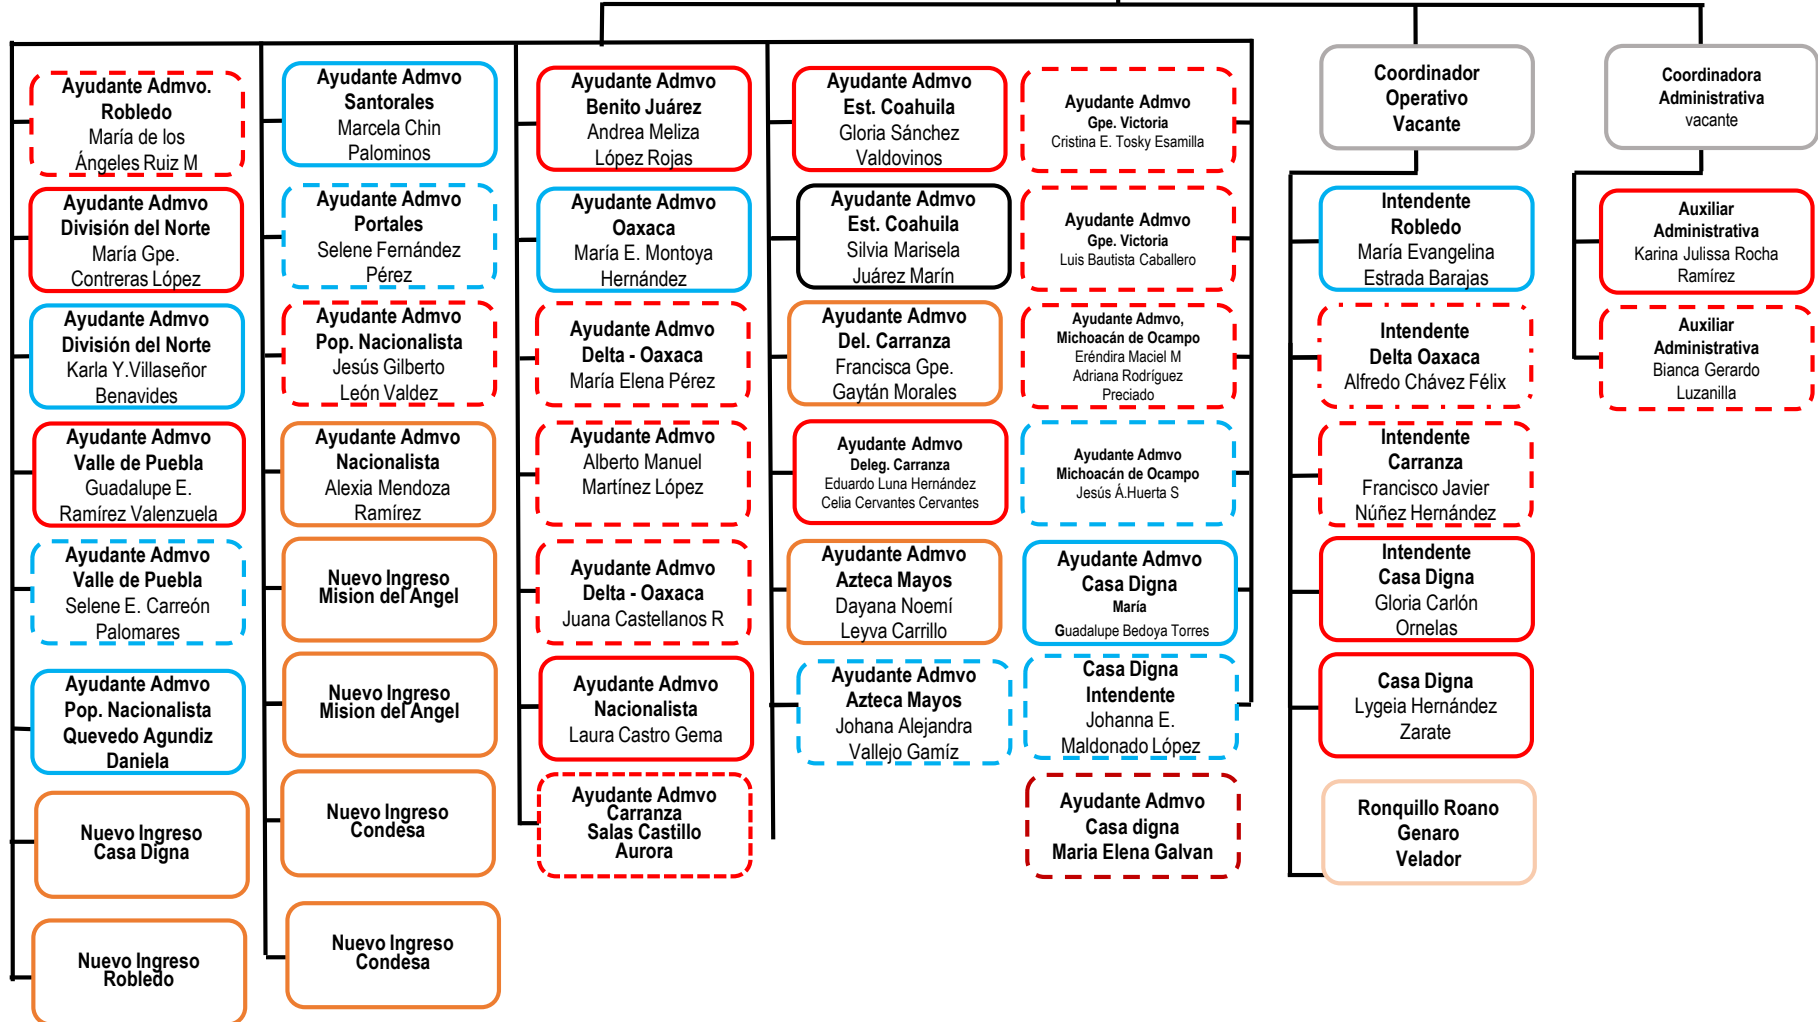 Ayudante Admvo.
Robledo
María de los
Ángeles Ruiz M
Ayudante Admvo
División del Norte
María Gpe.
Contreras López
Ayudante Admvo
División del Norte
Karla Y.Villaseñor
Benavides
Ayudante Admvo
Valle de Puebla
Guadalupe E.
Ramírez Valenzuela
Ayudante Admvo
Valle de Puebla
Selene E. Carreón
Palomares
Ayudante Admvo
Pop. Nacionalista
Quevedo Agundiz
Daniela
Nuevo Ingreso
Casa Digna
Nuevo Ingreso
Robledo
Ayudante Admvo
Santorales
Marcela Chin
Palominos
Ayudante Admvo
Portales
Selene Fernández
Pérez
Ayudante Admvo
Pop. Nacionalista
Jesús Gilberto
León Valdez
Ayudante Admvo
Nacionalista
Alexia Mendoza
Ramírez
Nuevo Ingreso
Mision del Angel
Nuevo Ingreso
Mision del Angel
Nuevo Ingreso
Condesa
Nuevo Ingreso
Condesa
Ayudante Admvo
Benito Juárez
Andrea Meliza
López Rojas
Ayudante Admvo
Oaxaca
María E. Montoya
Hernández
Ayudante Admvo
Delta - Oaxaca
María Elena Pérez
Ayudante Admvo
Alberto Manuel
Martínez López
Ayudante Admvo
Delta - Oaxaca
Juana Castellanos R
Ayudante Admvo
Nacionalista
Laura Castro Gema
Ayudante Admvo
Carranza
Salas Castillo
Aurora
Ayudante Admvo
Est. Coahuila
Gloria Sánchez
Valdovinos
Ayudante Admvo
Est. Coahuila
Silvia Marisela
Juárez Marín
Ayudante Admvo
Del. Carranza
Francisca Gpe.
Gaytán Morales
Ayudante Admvo
Deleg. Carranza
Eduardo Luna Hernández
Celia Cervantes Cervantes
Ayudante Admvo
Azteca Mayos
Dayana Noemí
Leyva Carrillo
Ayudante Admvo
Azteca Mayos
Johana Alejandra
Vallejo Gamíz
Ayudante Admvo
Gpe. Victoria
Cristina E. Tosky Esamilla
Ayudante Admvo
Gpe. Victoria
Luis Bautista Caballero
Ayudante Admvo,
Michoacán de Ocampo
Eréndira Maciel M
Adriana Rodríguez
Preciado
Ayudante Admvo
Michoacán de Ocampo
Jesús Á.Huerta S
Ayudante Admvo
Casa Digna
María
Guadalupe Bedoya Torres
Casa Digna
Intendente
Johanna E.
Maldonado López
Ayudante Admvo
Casa digna
Maria Elena Galvan
Coordinador
Operativo
Vacante
Intendente
Robledo
María Evangelina
Estrada Barajas
Intendente
Delta Oaxaca
Alfredo Chávez Félix
Intendente
Carranza
Francisco Javier
Núñez Hernández
Intendente
Casa Digna
Gloria Carlón
Ornelas
Casa Digna
Lygeia Hernández
Zarate
Ronquillo Roano
Genaro
Velador
Coordinadora
Administrativa
vacante
Auxiliar
Administrativa
Karina Julissa Rocha
Ramírez
Auxiliar
Administrativa
Bianca Gerardo
Luzanilla